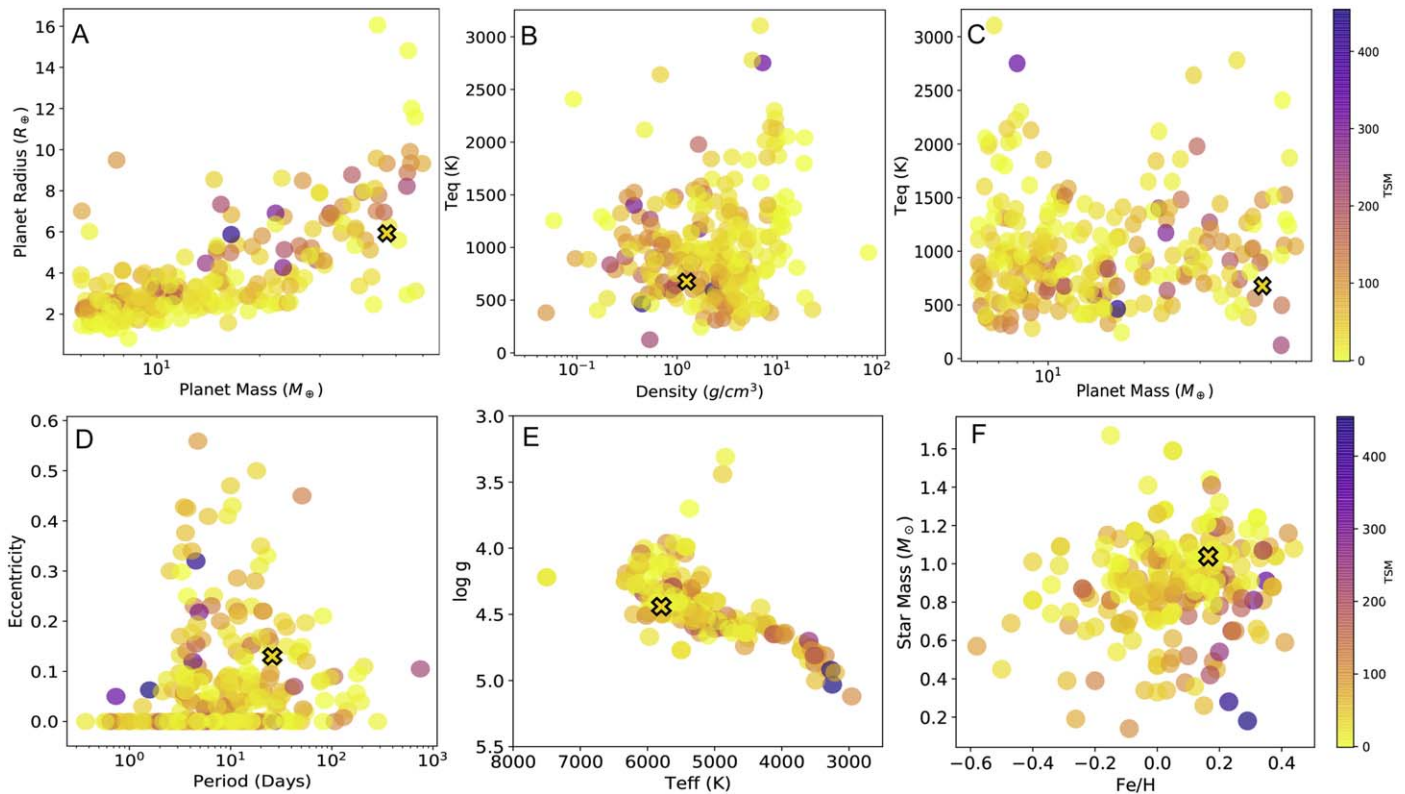 A
16
14
12
10
8
6
4
2
Planet Radius (R⊕)
10¹
Planet Mass (M⊕)
B
3000
2500
2000
1500
1000
500
0
Teq (K)
10⁻¹
10⁰
10¹
10²
Density (g/cm³)
C
3000
2500
2000
1500
1000
500
0
Teq (K)
10¹
Planet Mass (M⊕)
400
300
200
100
0
TSM
D
0.6
0.5
0.4
0.3
0.2
0.1
0.0
Eccentricity
10⁰
10¹
10²
10³
Period (Days)
E
3.0
3.5
4.0
4.5
5.0
5.5
log g
8000 7000 6000 5000 4000 3000
Teff (K)
F
1.6
1.4
1.2
1.0
0.8
0.6
0.4
0.2
Star Mass (M⊙)
−0.6 −0.4 −0.2 0.0 0.2 0.4
Fe/H
400
300
200
100
0
TSM